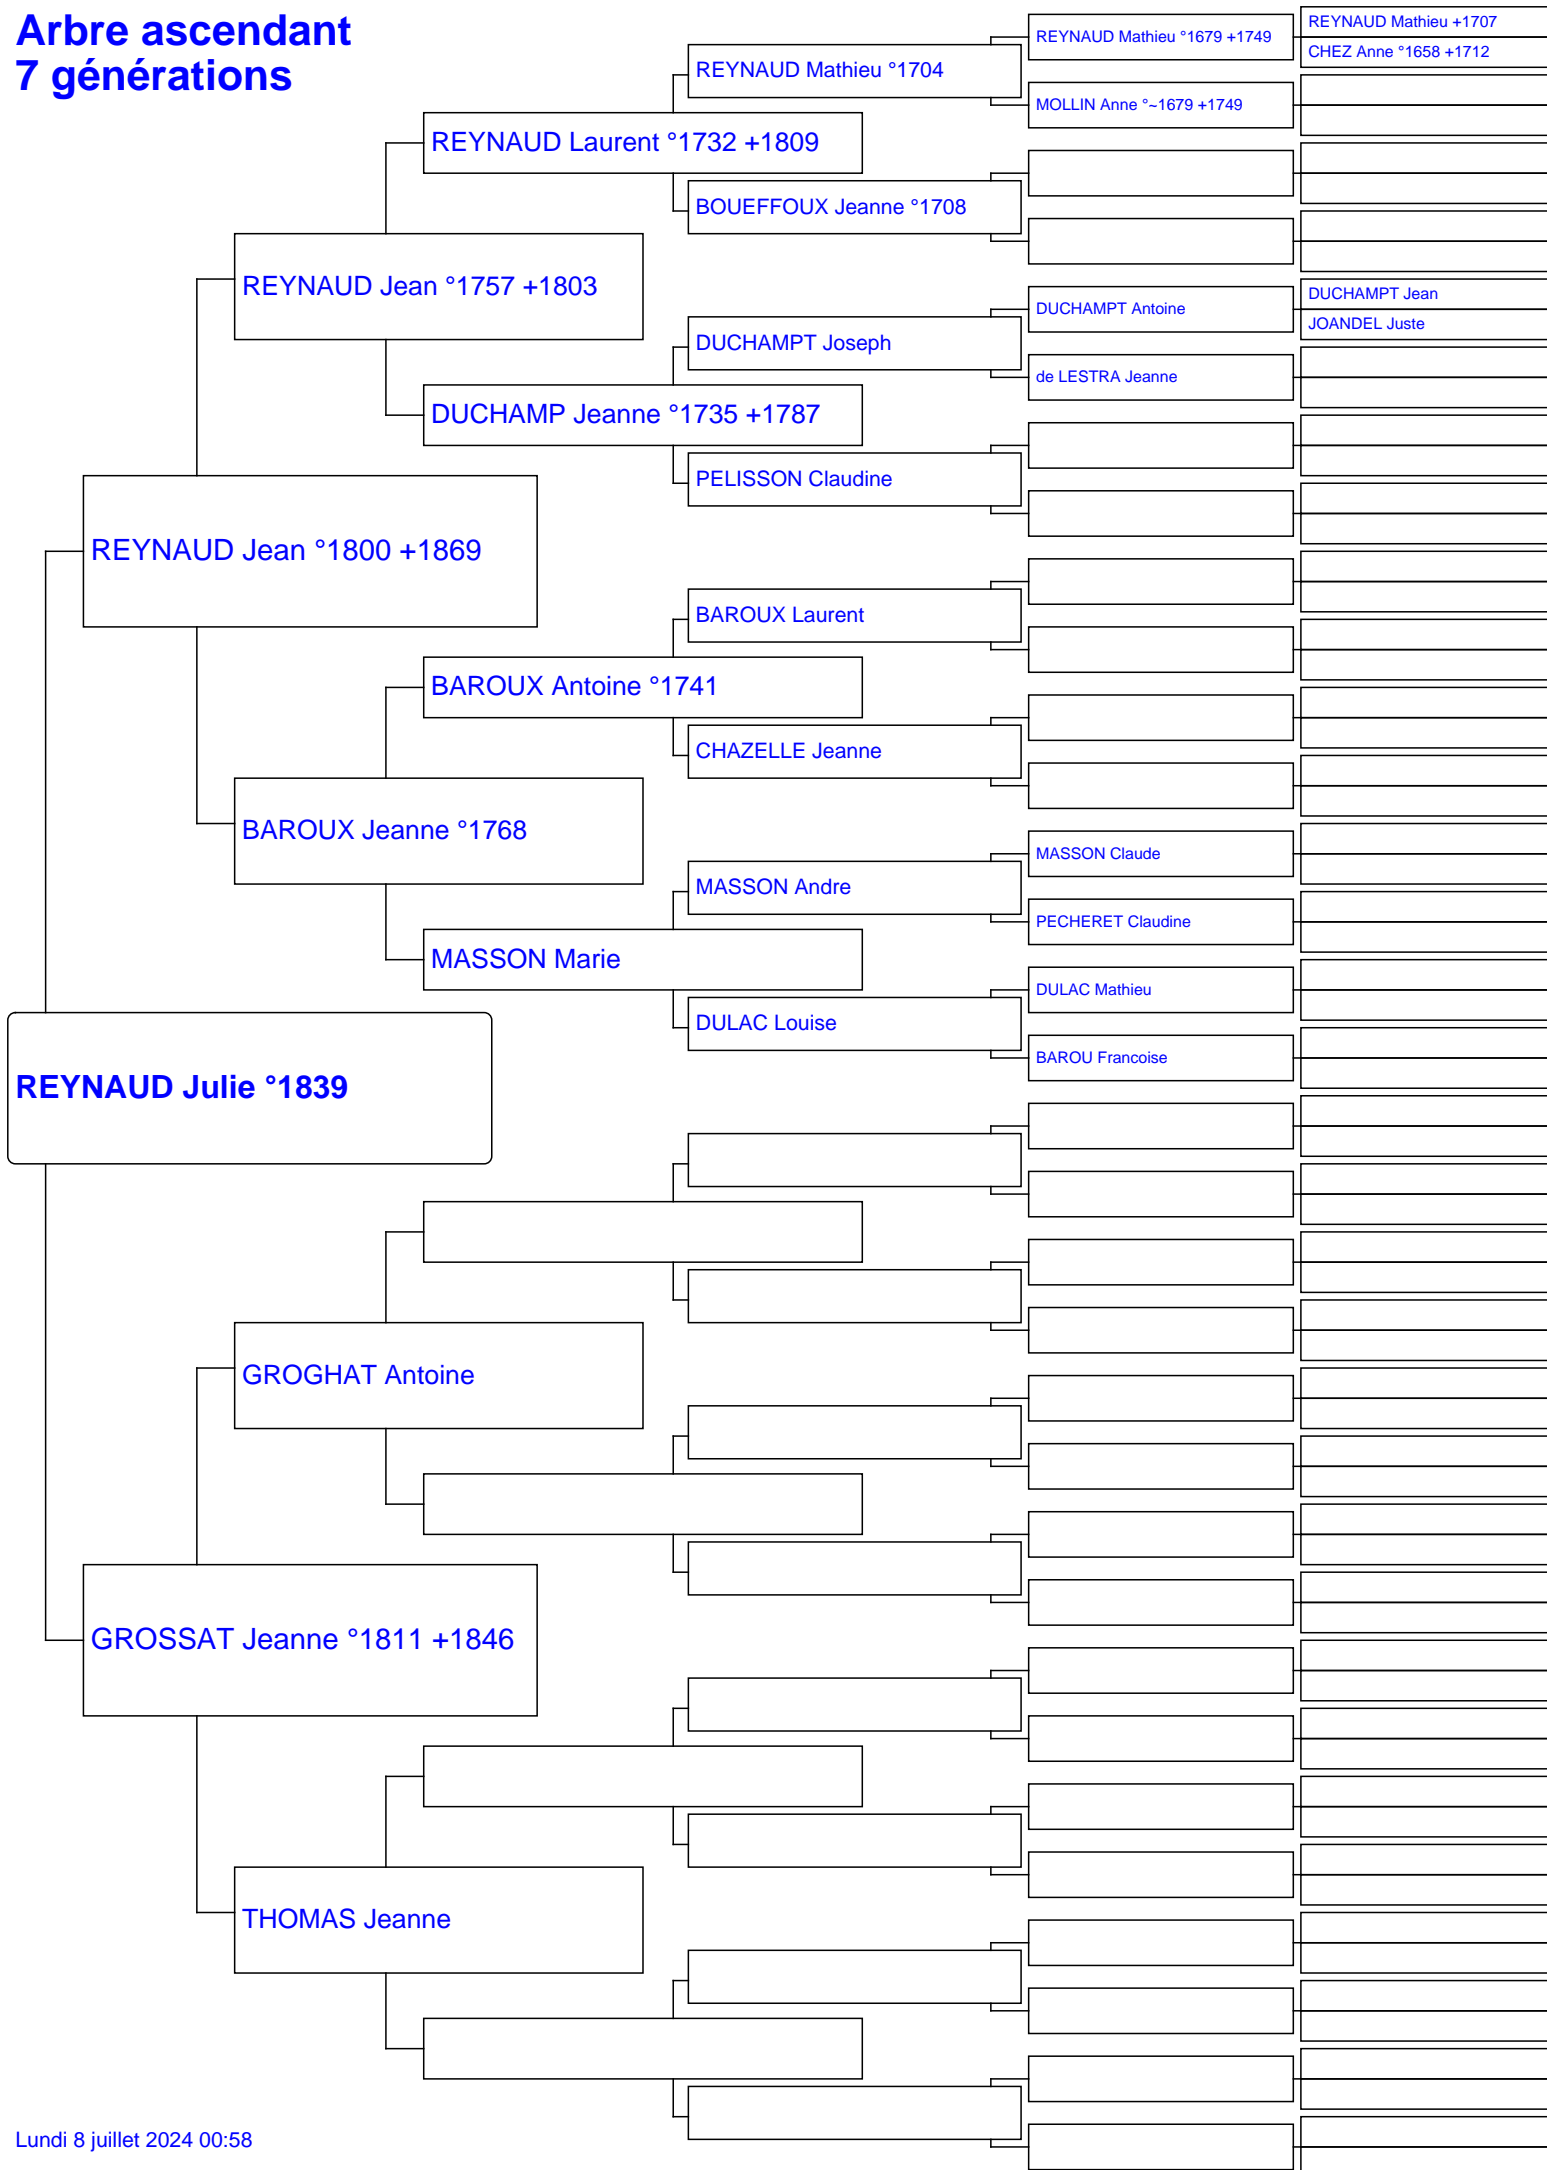 Arbre ascendant
7 générations
REYNAUD Mathieu +1707
REYNAUD Mathieu °1679 +1749
CHEZ Anne °1658 +1712
REYNAUD Mathieu °1704
MOLLIN Anne °~1679 +1749
REYNAUD Laurent °1732 +1809
BOUEFFOUX Jeanne °1708
REYNAUD Jean °1757 +1803
DUCHAMPT Jean
DUCHAMPT Antoine
JOANDEL Juste
DUCHAMPT Joseph
de LESTRA Jeanne
DUCHAMP Jeanne °1735 +1787
PELISSON Claudine
REYNAUD Jean °1800 +1869
BAROUX Laurent
BAROUX Antoine °1741
CHAZELLE Jeanne
BAROUX Jeanne °1768
MASSON Claude
MASSON Andre
PECHERET Claudine
MASSON Marie
DULAC Mathieu
DULAC Louise
BAROU Francoise
REYNAUD Julie °1839
GROGHAT Antoine
GROSSAT Jeanne °1811 +1846
THOMAS Jeanne
Lundi 8 juillet 2024 00:58